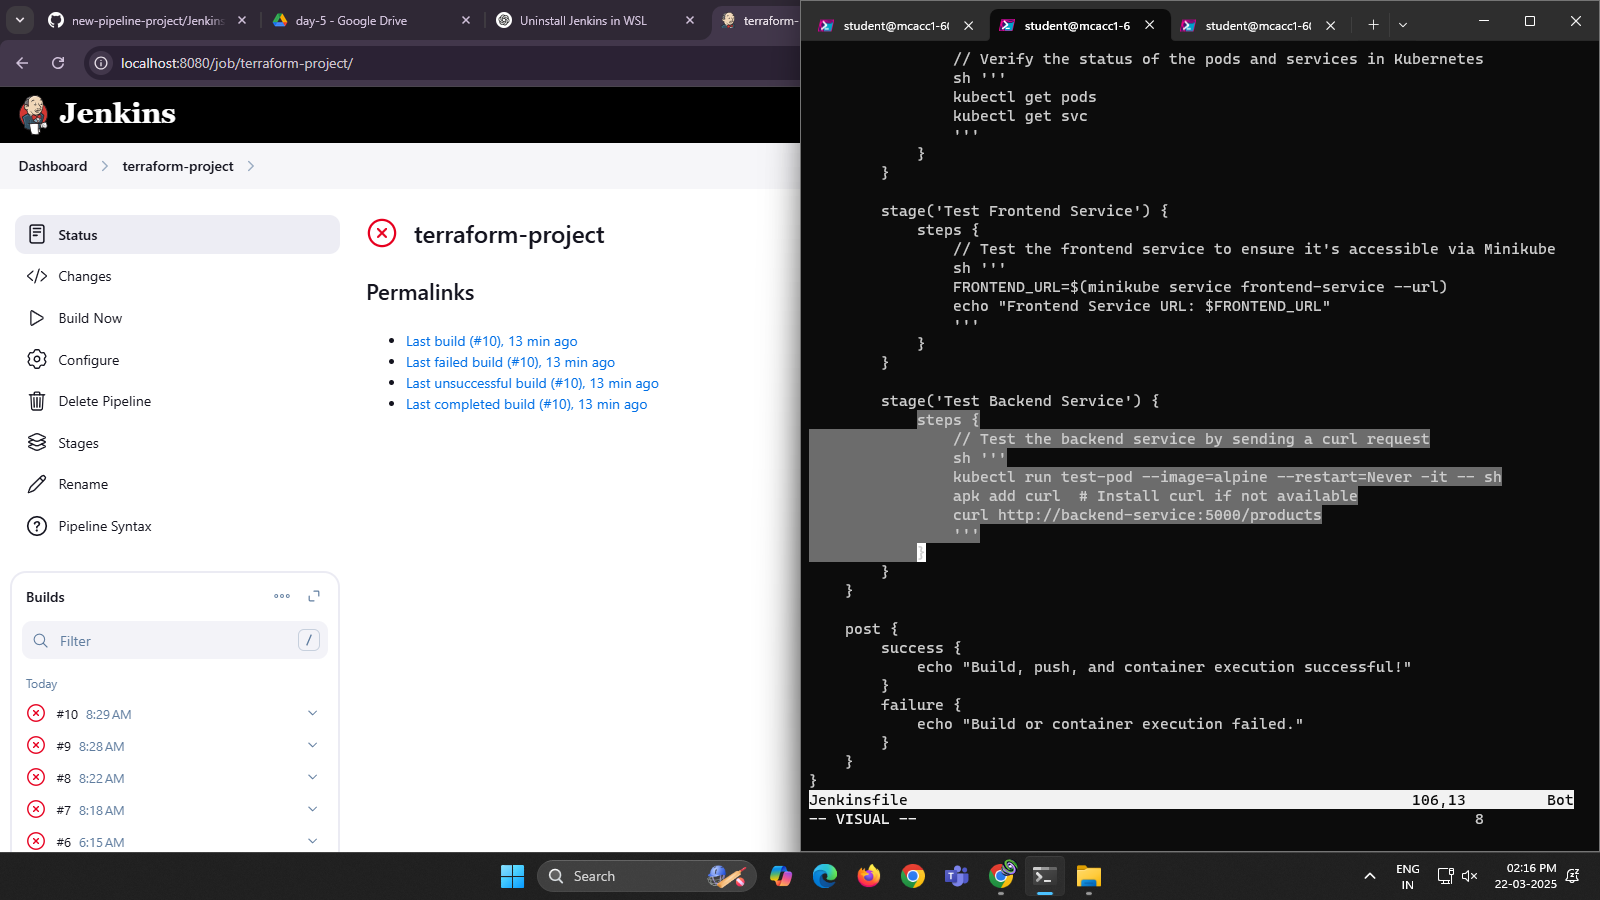 new-pipeline-project/Jenkins
day-5 - Google Drive
Uninstall Jenkins in WSL
terraform-
localhost:8080/job/terraform-project/
Jenkins
Dashboard
terraform-project
Status
Changes
Build Now
Configure
Delete Pipeline
Stages
Rename
Pipeline Syntax
terraform-project
Permalinks
Last build (#10), 13 min ago
Last failed build (#10), 13 min ago
Last unsuccessful build (#10), 13 min ago
Last completed build (#10), 13 min ago
Builds
Filter
/
Today
#10 8:29 AM
#9 8:28 AM
#8 8:22 AM
#7 8:18 AM
#6 6:15 AM
student@mcacc1-60
student@mcacc1-6
student@mcacc1-60
// Verify the status of the pods and services in Kubernetes
sh '''
kubectl get pods
kubectl get svc
'''
}
}
stage('Test Frontend Service') {
steps {
// Test the frontend service to ensure it's accessible via Minikube
sh '''
FRONTEND_URL=$(minikube service frontend-service --url)
echo "Frontend Service URL: $FRONTEND_URL"
'''
}
}
stage('Test Backend Service') {
steps {
// Test the backend service by sending a curl request
sh '''
kubectl run test-pod --image=alpine --restart=Never -it -- sh
apk add curl  # Install curl if not available
curl http://backend-service:5000/products
'''
}
}
}
post {
success {
echo "Build, push, and container execution successful!"
}
failure {
echo "Build or container execution failed."
}
}
}
Jenkinsfile 106,13 Bot
-- VISUAL -- 8
Search
ENG
IN
02:16 PM
22-03-2025